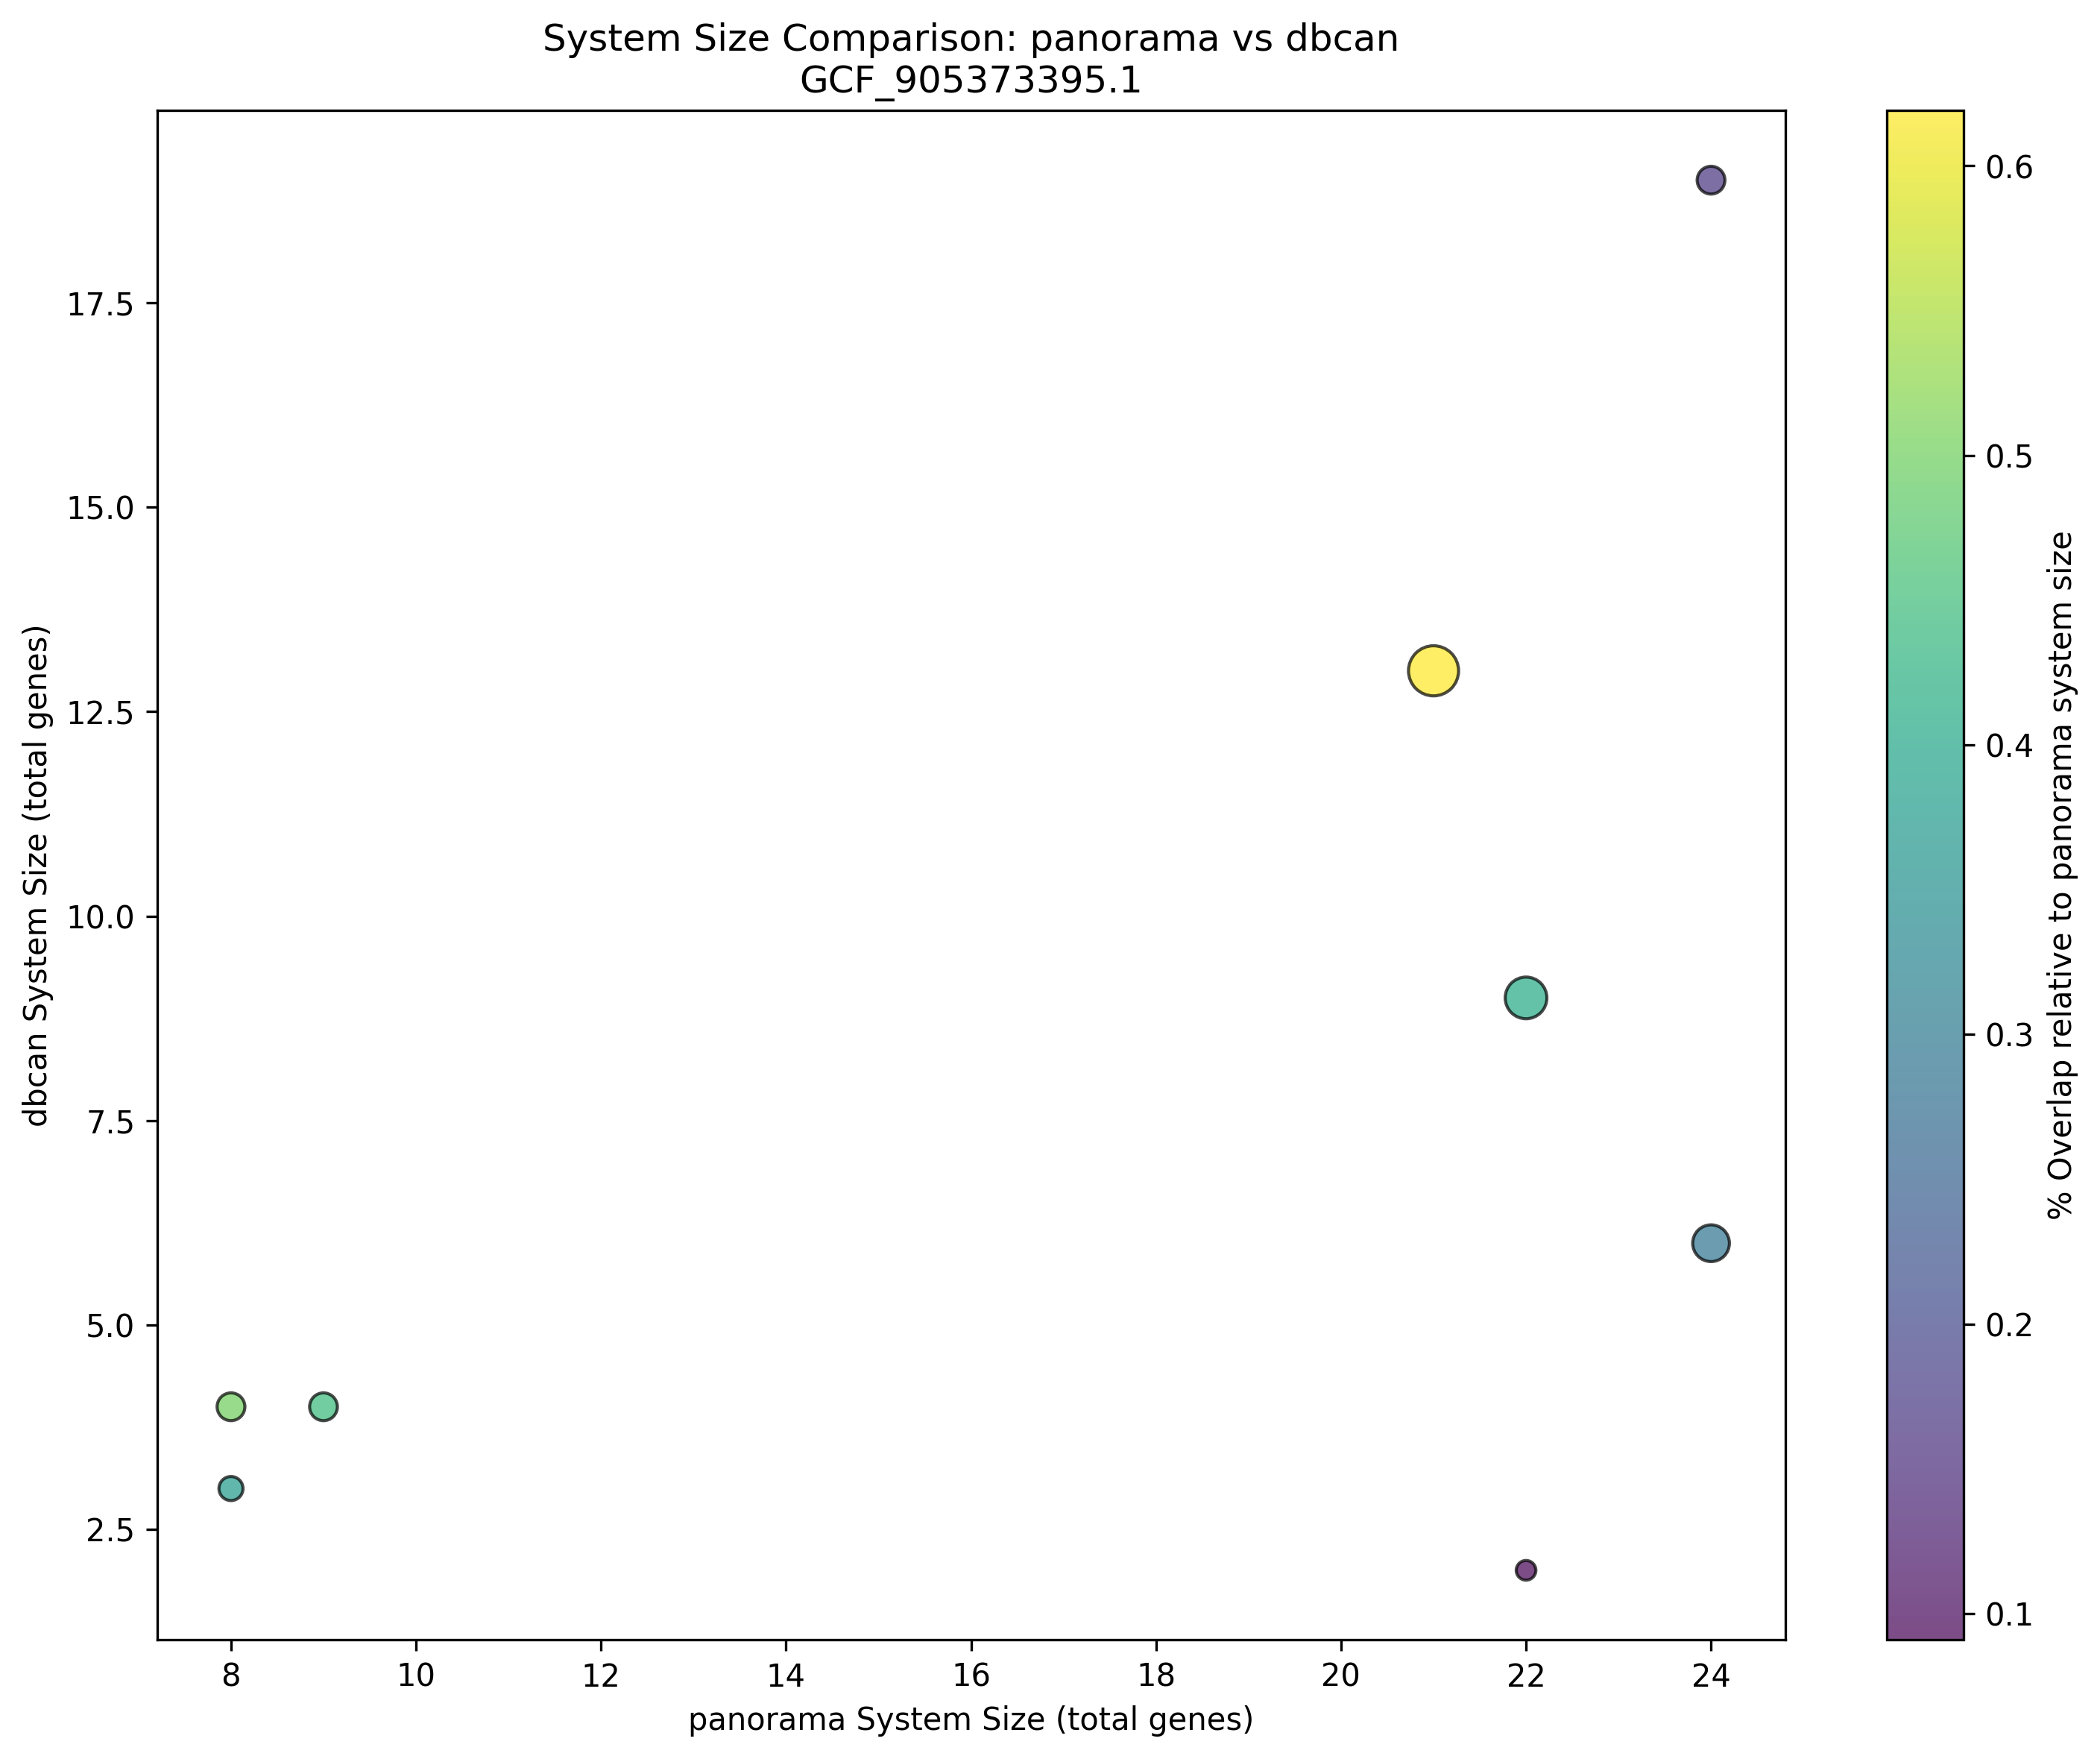 System Size Comparison: panorama vs dbcan
GCF_905373395.1
dbcan System Size (total genes)
17.5
15.0
12.5
10.0
7.5
5.0
2.5
8 10 12 14 16 18 20 22 24
panorama System Size (total genes)
0.6
0.5
0.4
0.3
0.2
0.1
% Overlap relative to panorama system size